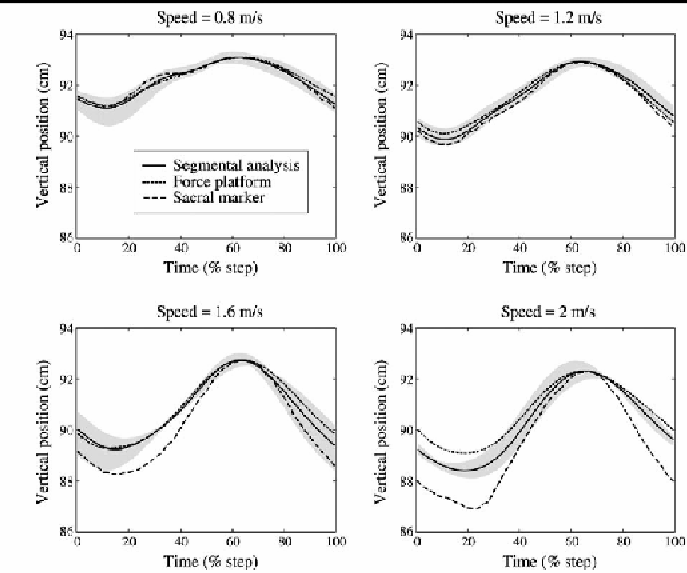 Speed = 0.8 m/s
94
92
90
88
86
Vertical position (cm)
Segmental analysis
Force platform
Sacral marker
0 20 40 60 80 100
Time (% step)
Speed = 1.2 m/s
94
92
90
88
86
Vertical position (cm)
0 20 40 60 80 100
Time (% step)
Speed = 1.6 m/s
94
92
90
88
86
Vertical position (cm)
0 20 40 60 80 100
Time (% step)
Speed = 2 m/s
94
92
90
88
86
Vertical position (cm)
0 20 40 60 80 100
Time (% step)